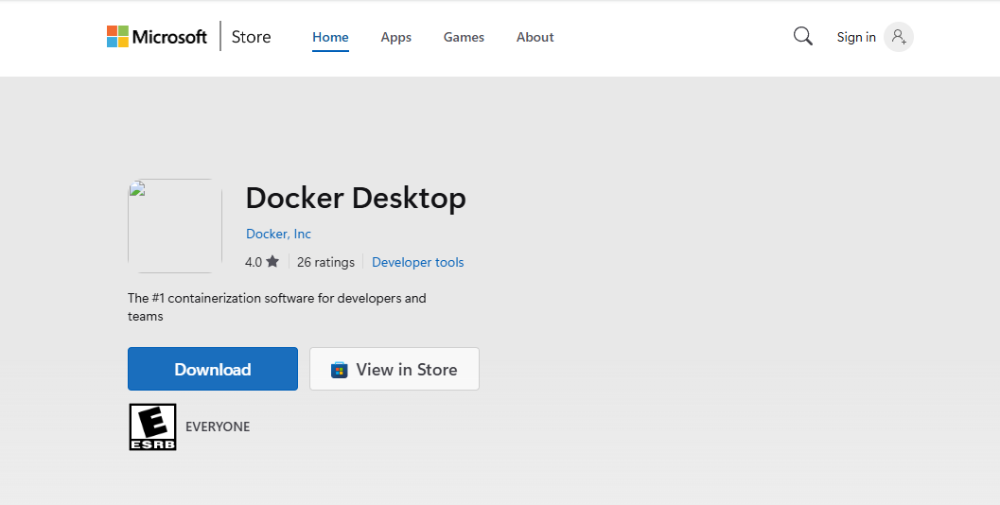 Microsoft Store Home Apps Games About Sign in
Docker Desktop
Docker, Inc
4.0 26 ratings Developer tools
The #1 containerization software for developers and
teams
Download View in Store
E
ESRB
EVERYONE